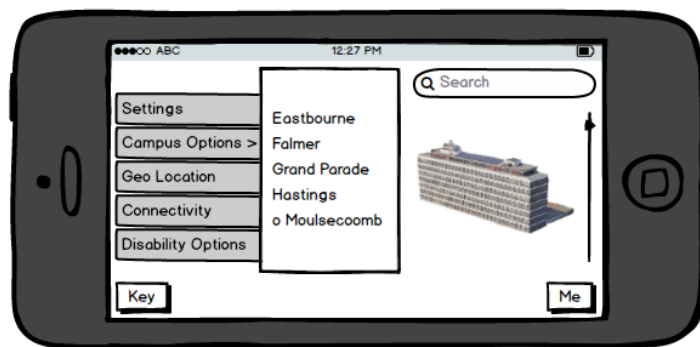 ABC 12:27 PM
Search
Settings
Campus Options >
Geo Location
Connectivity
Disability Options
Eastbourne
Falmer
Grand Parade
Hastings
o Moulsecoomb
Key
Me